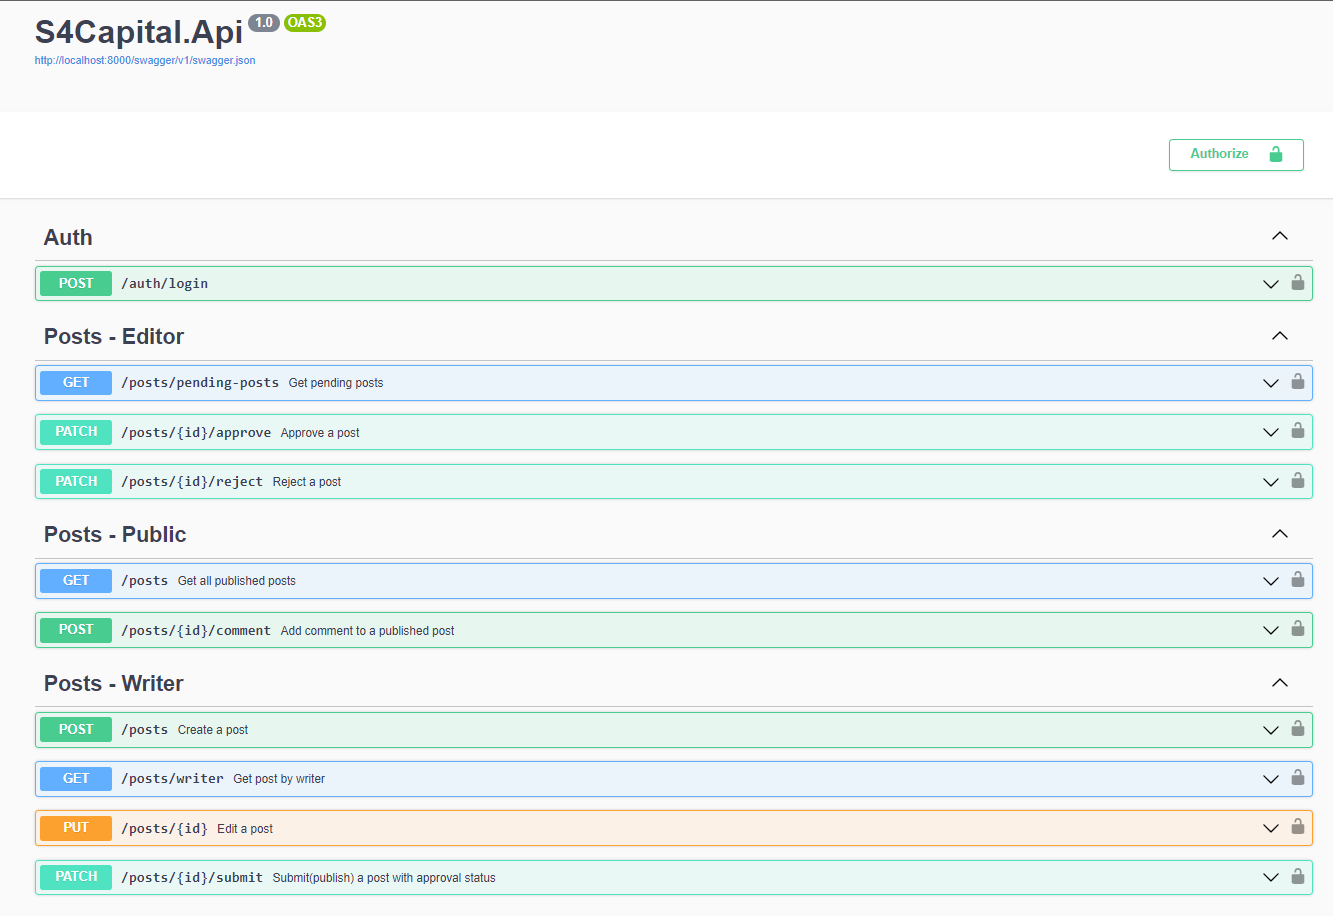 S4Capital.Api 1.0 OAS3
http://localhost:8000/swagger/v1/swagger.json
Authorize
Auth
POST /auth/login
Posts - Editor
GET /posts/pending-posts Get pending posts
PATCH /posts/{id}/approve Approve a post
PATCH /posts/{id}/reject Reject a post
Posts - Public
GET /posts Get all published posts
POST /posts/{id}/comment Add comment to a published post
Posts - Writer
POST /posts Create a post
GET /posts/writer Get post by writer
PUT /posts/{id} Edit a post
PATCH /posts/{id}/submit Submit(publish) a post with approval status